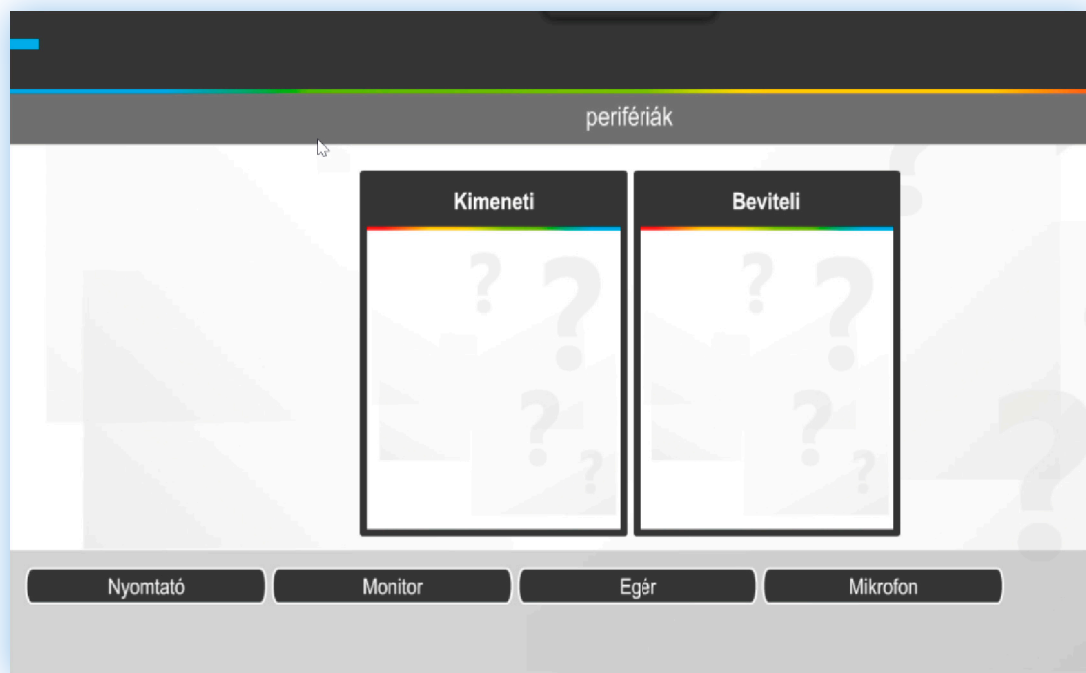 perifériák
Kimeneti
Beviteli
Nyomtató
Monitor
Egér
Mikrofon